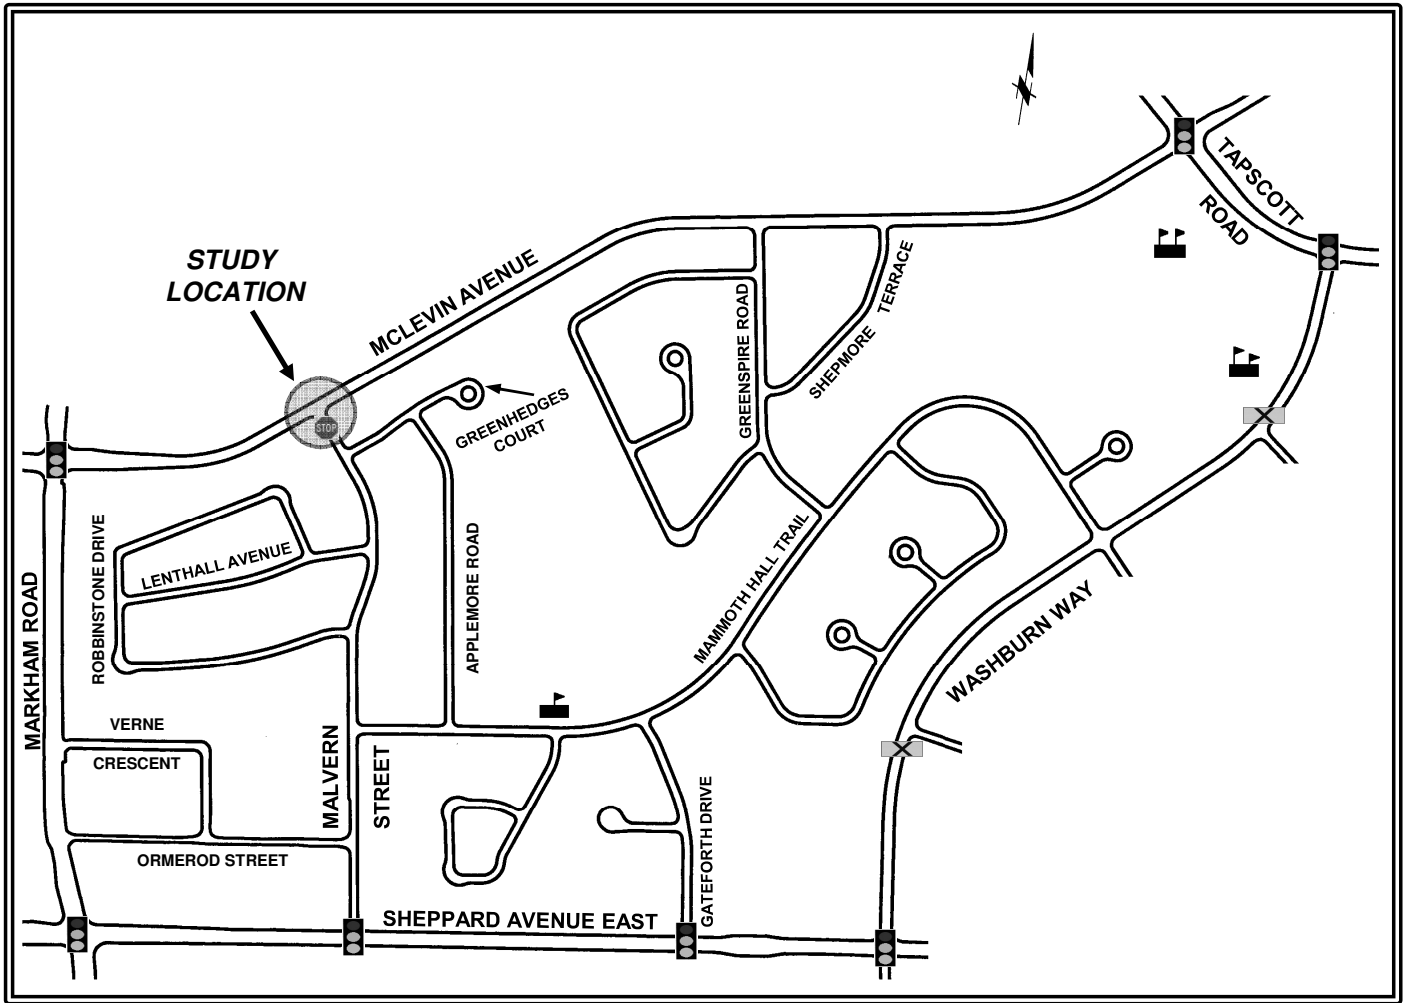 TAPSCOTT
ROAD
STUDY
LOCATION
MCLEVIN AVENUE
SHEPMORE TERRACE
GREENSPIRE ROAD
GREENHEDGES
COURT
STOP
MARKHAM ROAD
ROBBINSTONE DRIVE
LENTHALL AVENUE
APPLEMORE ROAD
MAMMOTH HALL TRAIL
WASHBURN WAY
VERNE
CRESCENT
MALVERN
STREET
ORMEROD STREET
GATEFORTH DRIVE
SHEPPARD AVENUE EAST